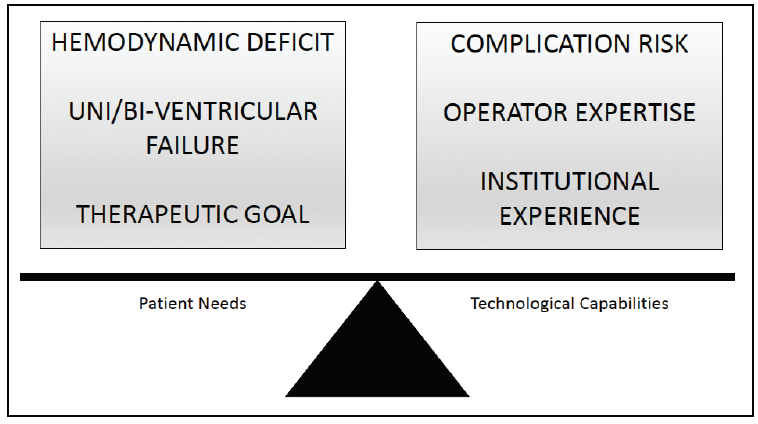 HEMODYNAMIC DEFICIT
UNI/BI-VENTRICULAR
FAILURE
THERAPEUTIC GOAL
COMPLICATION RISK
OPERATOR EXPERTISE
INSTITUTIONAL
EXPERIENCE
Patient Needs
Technological Capabilities